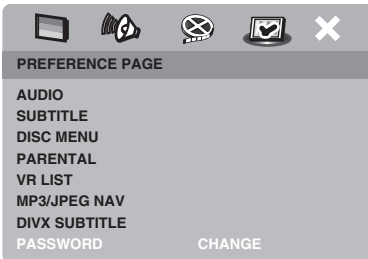 PREFERENCE PAGE
AUDIO
SUBTITLE
DISC MENU
PARENTAL
VR LIST
MP3/JPEG NAV
DIVX SUBTITLE
PASSWORD CHANGE